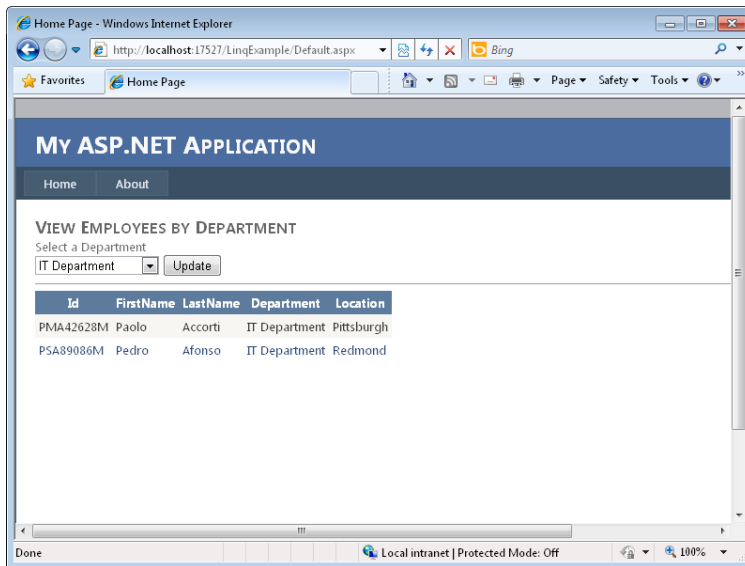 Home Page - Windows Internet Explorer
http://localhost:17527/LinqExample/Default.aspx
Bing
Favorites
Home Page
Page
Safety
Tools
»
MY ASP.NET APPLICATION
Home
About
VIEW EMPLOYEES BY DEPARTMENT
Select a Department
IT Department
Update
Id FirstName LastName Department Location
PMA42628M Paolo Accorti IT Department Pittsburgh
PSA89086M Pedro Afonso IT Department Redmond
Done
Local intranet | Protected Mode: Off
100%